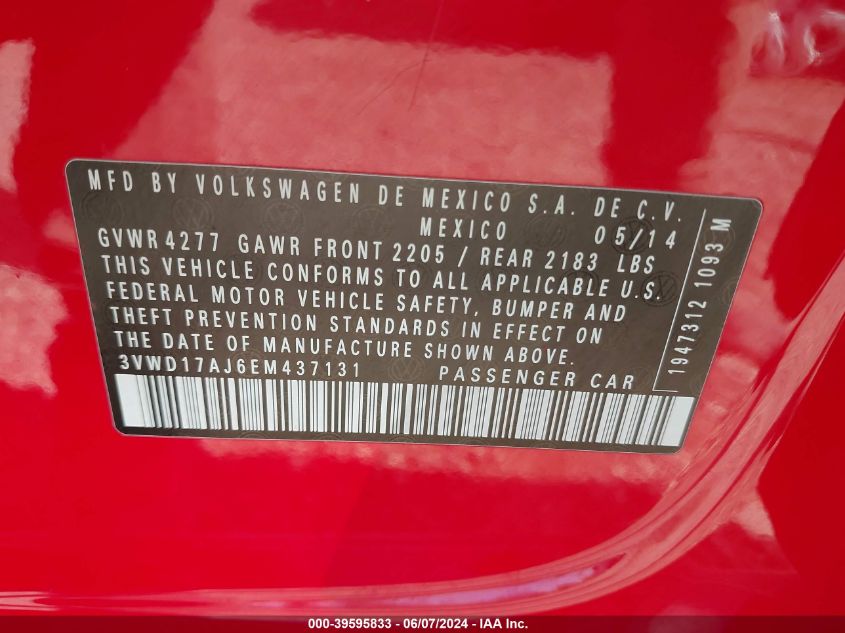 MFD BY VOLKSWAGEN DE MEXICO S.A. DE C.V.
MEXICO 05/14
GVWR 4277 GAWR FRONT 2205 / REAR 2183 LBS
THIS VEHICLE CONFORMS TO ALL APPLICABLE U.S.
FEDERAL MOTOR VEHICLE SAFETY, BUMPER AND
THEFT PREVENTION STANDARDS IN EFFECT ON
THE DATE OF MANUFACTURE SHOWN ABOVE.
3VWD17AJ6EM437131 PASSENGER CAR
1947312 1093 M
000-39595833 - 06/07/2024 - IAA Inc.